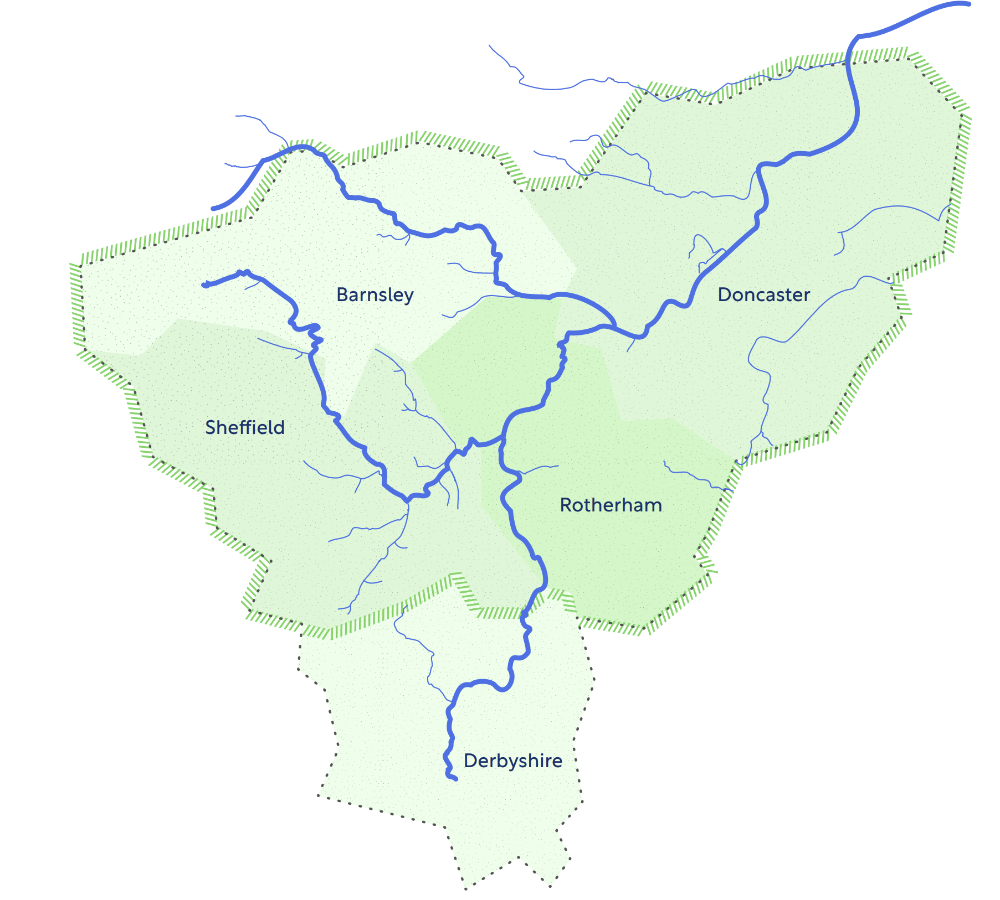 Barnsley
Doncaster
Sheffield
Rotherham
Derbyshire